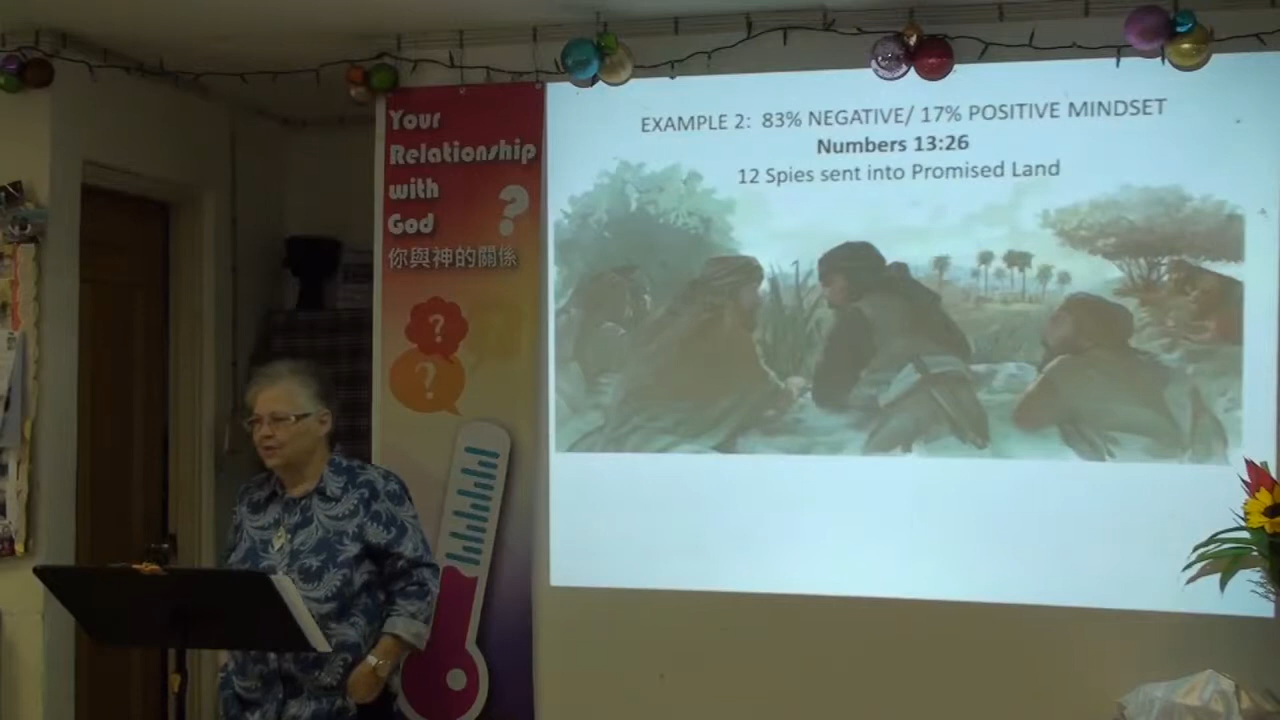 Your
Relationship
with
God
?
你與神的關係
?
?
EXAMPLE 2: 83% NEGATIVE/ 17% POSITIVE MINDSET
Numbers 13:26
12 Spies sent into Promised Land